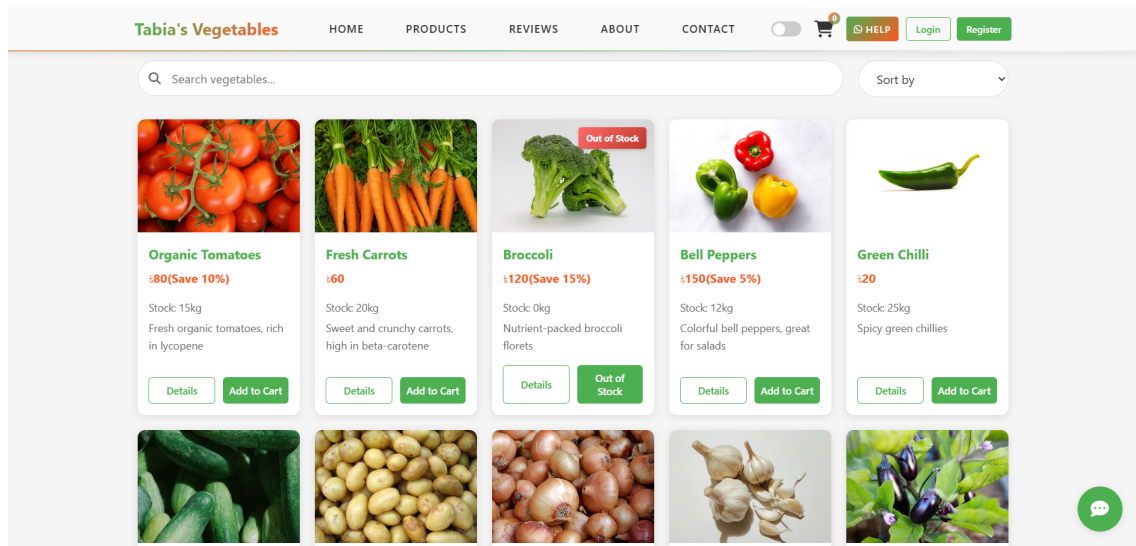 Tabia's Vegetables HOME PRODUCTS REVIEWS ABOUT CONTACT 0 HELP Login Register
Search vegetables... Sort by
Out of Stock
Organic Tomatoes
৳80(Save 10%)
Stock: 15kg
Fresh organic tomatoes, rich
in lycopene
Details Add to Cart
Fresh Carrots
৳60
Stock: 20kg
Sweet and crunchy carrots,
high in beta-carotene
Details Add to Cart
Broccoli
৳120(Save 15%)
Stock: 0kg
Nutrient-packed broccoli
florets
Details Out of
Stock
Bell Peppers
৳150(Save 5%)
Stock: 12kg
Colorful bell peppers, great
for salads
Details Add to Cart
Green Chilli
৳20
Stock: 25kg
Spicy green chillies
Details Add to Cart